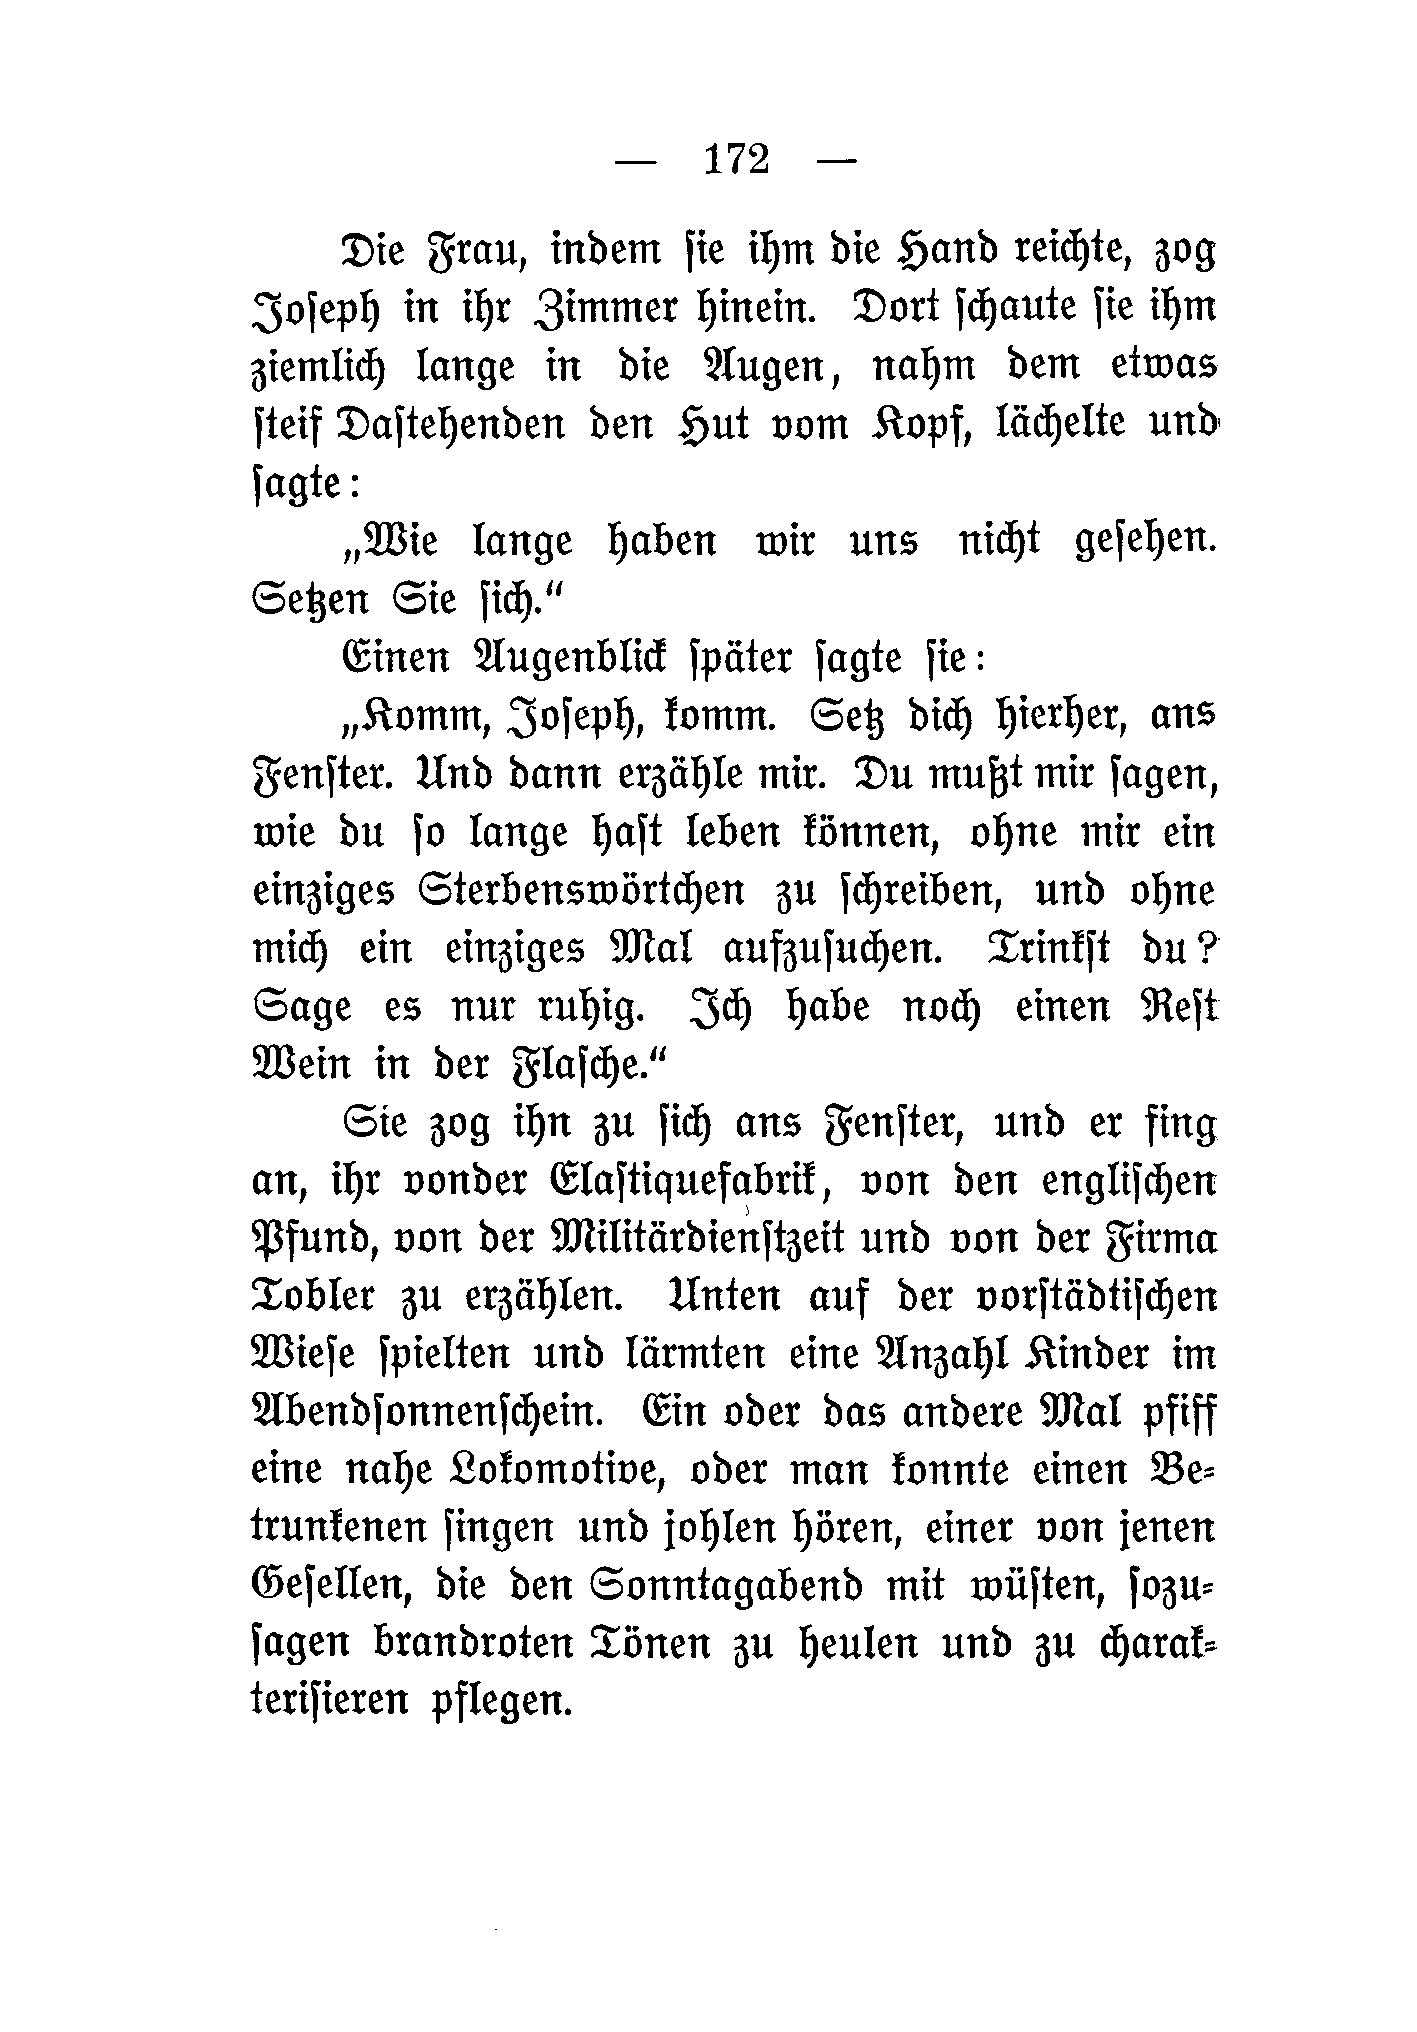 — 172 —
Die Frau, indem ſie ihm die Hand reichte, zog
Joſeph in ihr Zimmer hinein. Dort ſchaute ſie ihm
ziemlich lange in die Augen, nahm dem etwas
ſteif Daſtehenden den Hut vom Kopf, lächelte und
ſagte:
„Wie lange haben wir uns nicht geſehen.
Setzen Sie ſich.“
Einen Augenblick ſpäter ſagte ſie:
„Komm, Joſeph, komm. Setz dich hierher, ans
Fenſter. Und dann erzähle mir. Du mußt mir ſagen,
wie du ſo lange haſt leben können, ohne mir ein
einziges Sterbenswörtchen zu ſchreiben, und ohne
mich ein einziges Mal aufzuſuchen. Trinkſt du?
Sage es nur ruhig. Ich habe noch einen Reſt
Wein in der Flaſche.“
Sie zog ihn zu ſich ans Fenſter, und er fing
an, ihr vonder Elaſtiquefabrik, von den engliſchen
Pfund, von der Militärdienſtzeit und von der Firma
Tobler zu erzählen. Unten auf der vorſtädtiſchen
Wieſe ſpielten und lärmten eine Anzahl Kinder im
Abendſonnenſchein. Ein oder das andere Mal pfiff
eine nahe Lokomotive, oder man konnte einen Be⸗
trunkenen ſingen und johlen hören, einer von jenen
Geſellen, die den Sonntagabend mit wüſten, ſozu⸗
ſagen brandroten Tönen zu heulen und zu charak⸗
teriſieren pflegen.